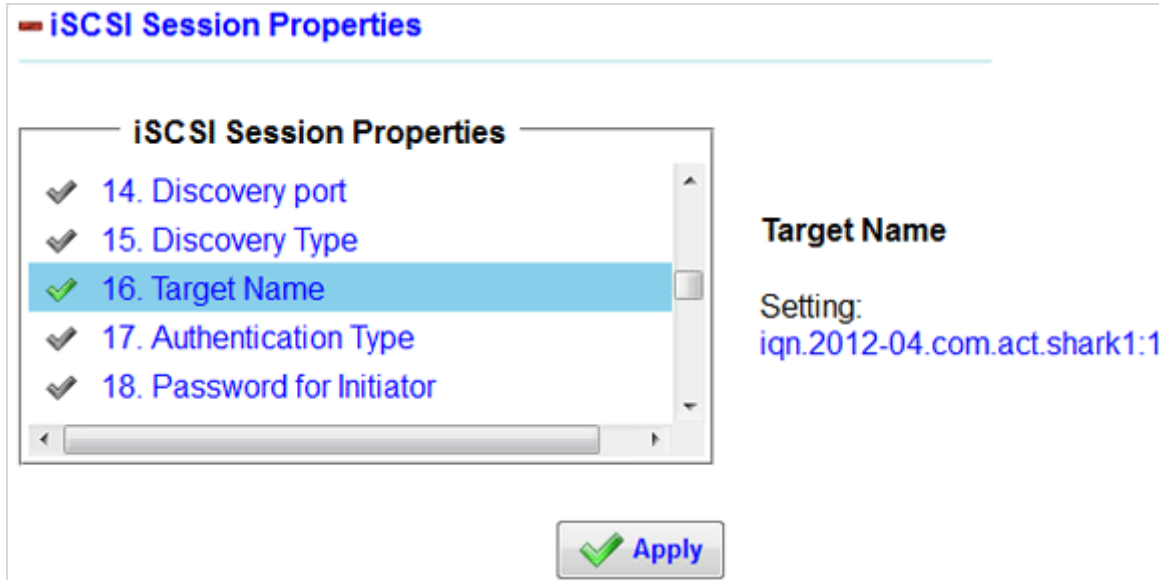 iSCSI Session Properties
iSCSI Session Properties
14. Discovery port
15. Discovery Type
16. Target Name
17. Authentication Type
18. Password for Initiator
Target Name
Setting:
iqn.2012-04.com.act.shark1:1
Apply